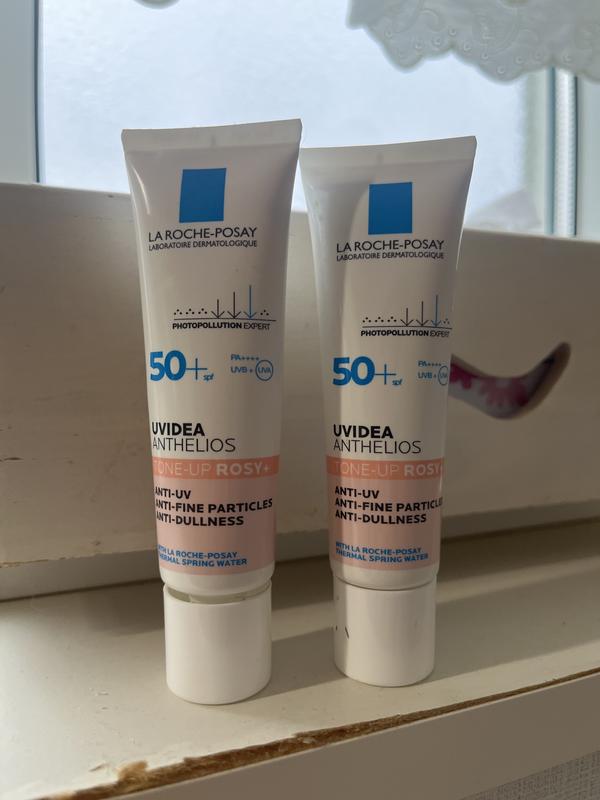 LA ROCHE-POSAY
LABORATOIRE DERMATOLOGIQUE
PHOTOPOLLUTION EXPERT
50+ spf
PA++++
UVB + UVA
UVIDEA
ANTHELIOS
TONE-UP ROSY+
ANTI-UV
ANTI-FINE PARTICLES
ANTI-DULLNESS
WITH LA ROCHE-POSAY
THERMAL SPRING WATER
LA ROCHE-POSAY
LABORATOIRE DERMATOLOGIQUE
PHOTOPOLLUTION EXPERT
50+ spf
PA++++
UVB + UVA
UVIDEA
ANTHELIOS
TONE-UP ROSY+
ANTI-UV
ANTI-FINE PARTICLES
ANTI-DULLNESS
WITH LA ROCHE-POSAY
THERMAL SPRING WATER